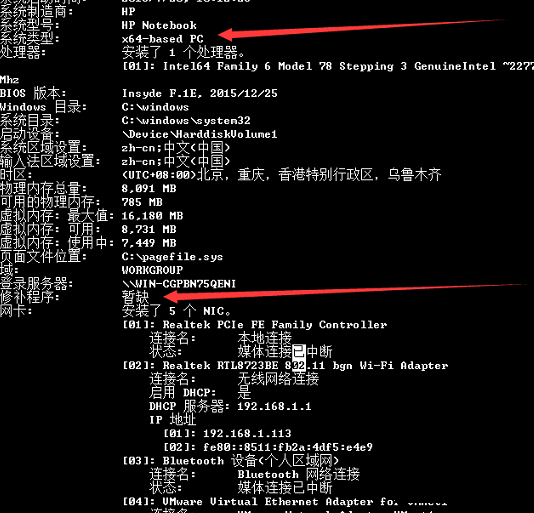 系统制造商: HP
系统型号: HP Notebook
系统类型: x64-based PC
处理器: 安装了 1 个处理器。
[01]: Intel64 Family 6 Model 78 Stepping 3 GenuineIntel ~2277
Mhz
BIOS 版本: Insyde F.1E, 2015/12/25
Windows 目录: C:\windows
系统目录: C:\windows\system32
启动设备: \Device\HarddiskVolume1
系统区域设置: zh-cn;中文(中国)
输入法区域设置: zh-cn;中文(中国)
时区: (UTC+08:00)北京，重庆，香港特别行政区，乌鲁木齐
物理内存总量: 8,091 MB
可用的物理内存: 785 MB
虚拟内存: 最大值: 16,180 MB
虚拟内存: 可用: 8,731 MB
虚拟内存: 使用中: 7,449 MB
页面文件位置: C:\pagefile.sys
域: WORKGROUP
登录服务器: \\WIN-CGPBN75QENI
修补程序: 暂缺
网卡: 安装了 5 个 NIC。
[01]: Realtek PCIe FE Family Controller
连接名: 本地连接
状态: 媒体连接已中断
[02]: Realtek RTL8723BE 802.11 bgn Wi-Fi Adapter
连接名: 无线网络连接
启用 DHCP: 是
DHCP 服务器: 192.168.1.1
IP 地址
[01]: 192.168.1.113
[02]: fe80::8511:fb2a:4df5:e4e9
[03]: Bluetooth 设备(个人区域网)
连接名: Bluetooth 网络连接
状态: 媒体连接已中断
[04]: VMware Virtual Ethernet Adapter for